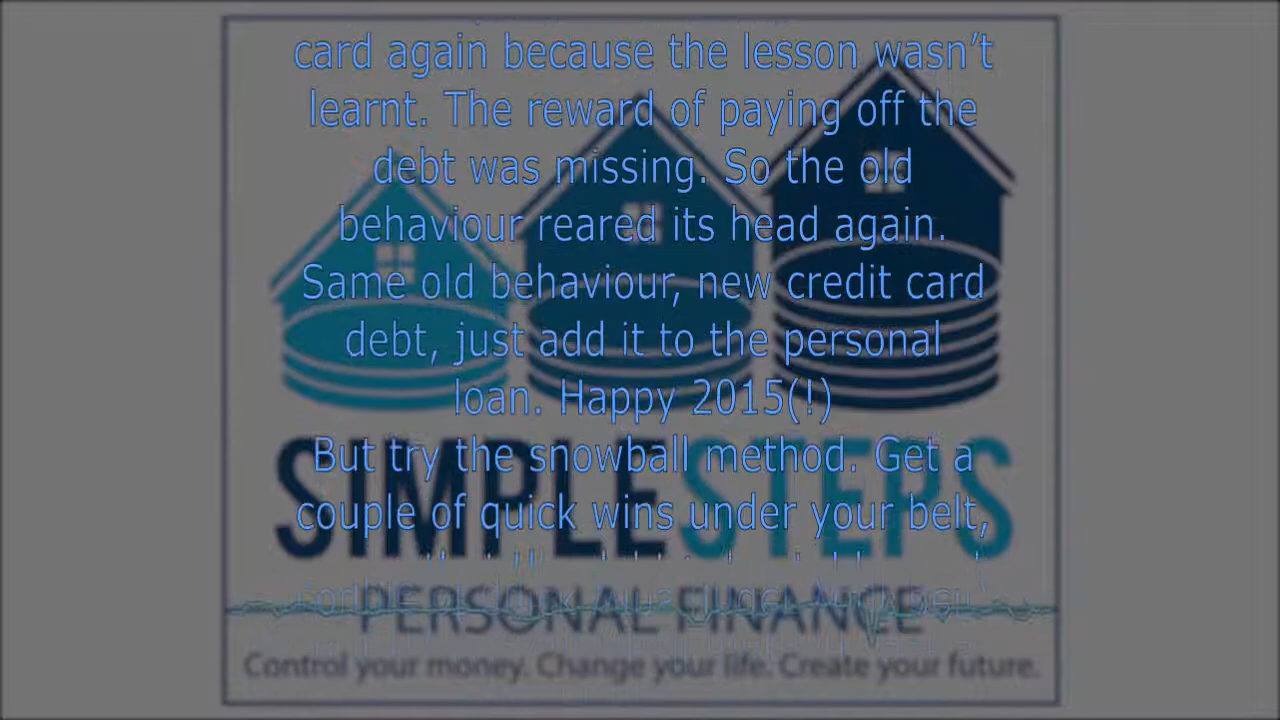 card again because the lesson wasn’t
learnt. The reward of paying off the
debt was missing. So the old
behaviour reared its head again.
Same old behaviour, new credit card
debt, just add it to the personal
loan. Happy 2015(!)
But try the snowball method. Get a
couple of quick wins under your belt,
SIMPLESTEPS
PERSONAL FINANCE
Control your money. Change your life. Create your future.